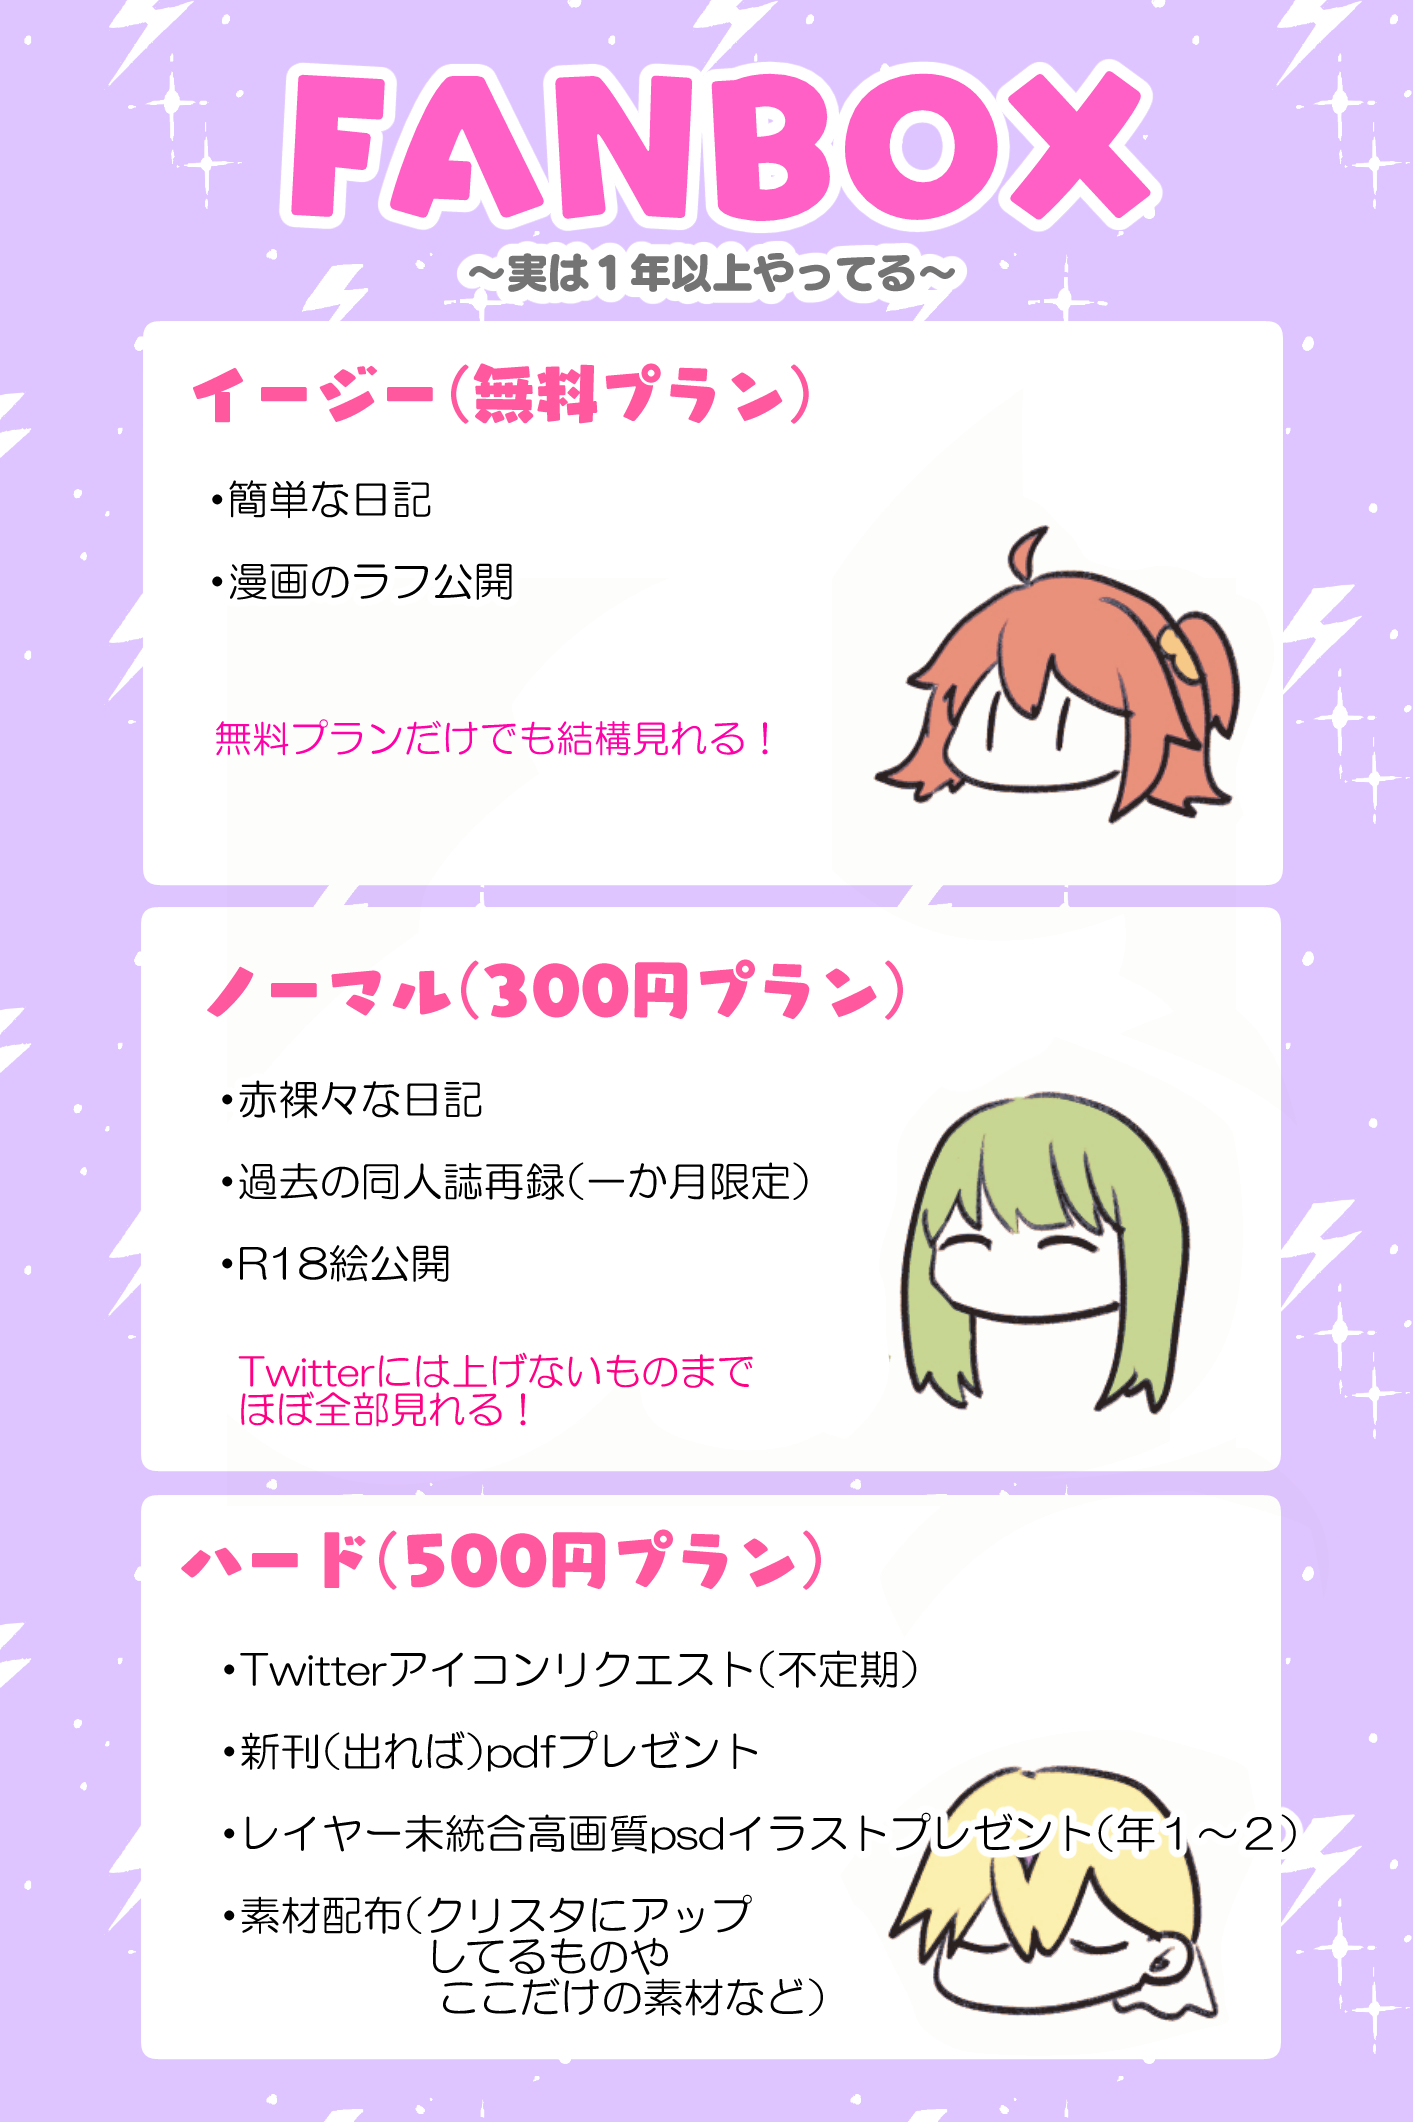 FANBOX
～実は１年以上やってる～
イージー(無料プラン)
・簡単な日記
・漫画のラフ公開
無料プランだけでも結構見れる！
ノーマル(300円プラン)
・赤裸々な日記
・過去の同人誌再録(一か月限定)
・R18絵公開
Twitterには上げないものまで
ほぼ全部見れる！
ハード(500円プラン)
・Twitterアイコンリクエスト(不定期)
・新刊(出れば)pdfプレゼント
・レイヤー未統合高画質psdイラストプレゼント(年１～２)
・素材配布(クリスタにアップ
してるものや
ここだけの素材など)